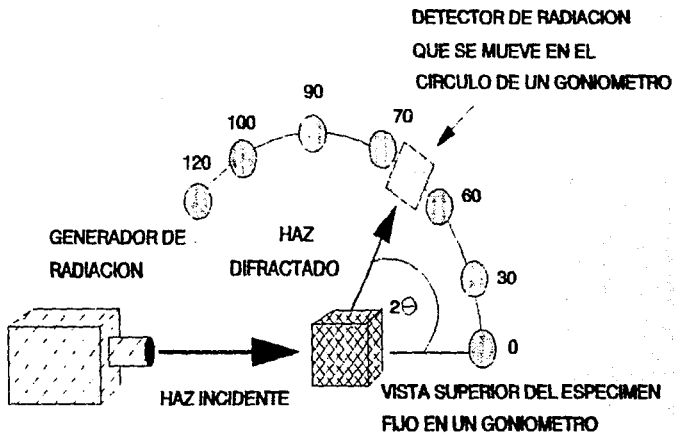 DETECTOR DE RADIACION
QUE SE MUEVE EN EL
CIRCULO DE UN GONIOMETRO
90
100
70
120
60
GENERADOR DE
RADIACION
HAZ
DIFRACTADO
30
2Θ
0
HAZ INCIDENTE
VISTA SUPERIOR DEL ESPECIMEN
FIJO EN UN GONIOMETRO